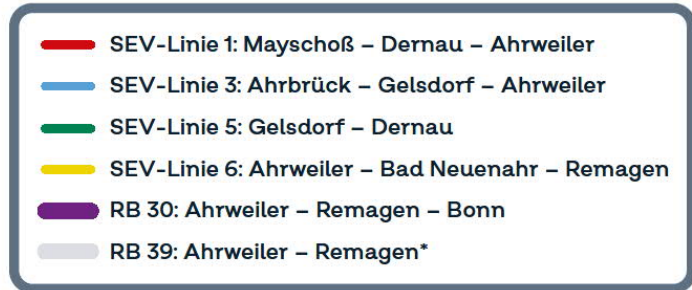 SEV-Linie 1: Mayschoß – Dernau – Ahrweiler
SEV-Linie 3: Ahrbrück – Gelsdorf – Ahrweiler
SEV-Linie 5: Gelsdorf – Dernau
SEV-Linie 6: Ahrweiler – Bad Neuenahr – Remagen
RB 30: Ahrweiler – Remagen – Bonn
RB 39: Ahrweiler – Remagen*